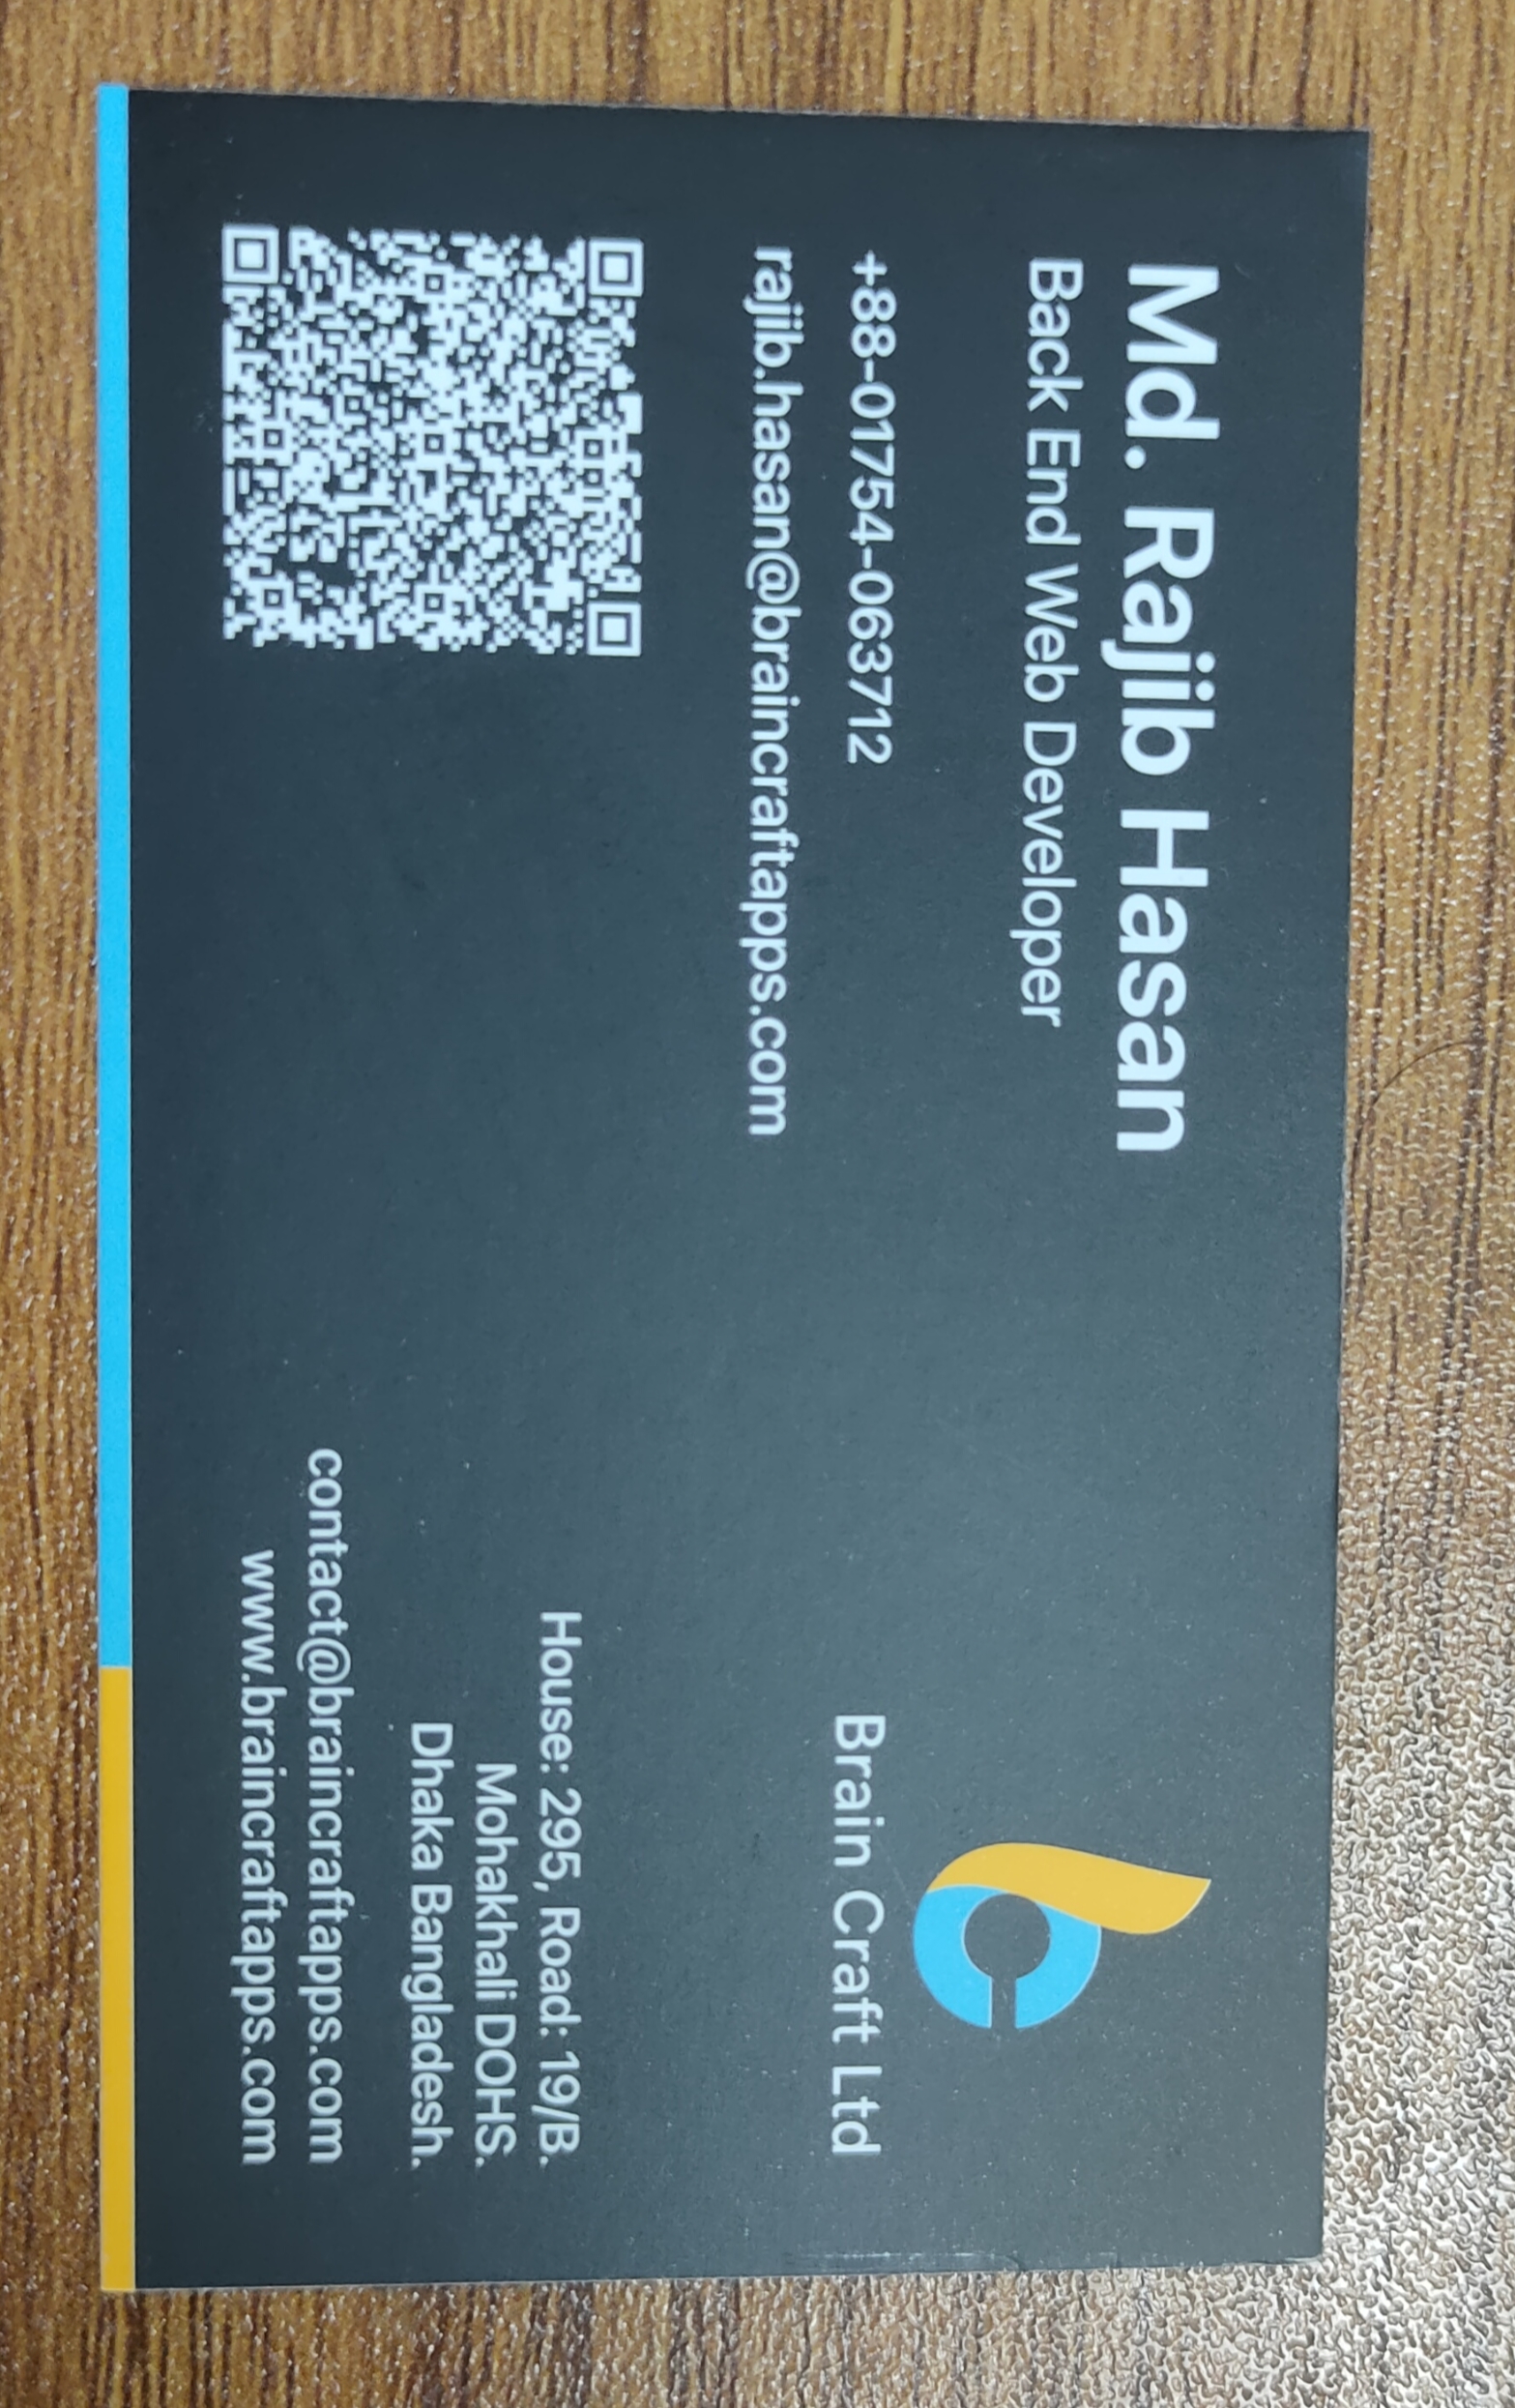 Md. Rajib Hasan
Back End Web Developer
+88-01754-063712
rajib.hasan@braincraftapps.com
Brain Craft Ltd
House: 295, Road: 19/B.
Mohakhali DOHS.
Dhaka Bangladesh.
contact@braincraftapps.com
www.braincraftapps.com